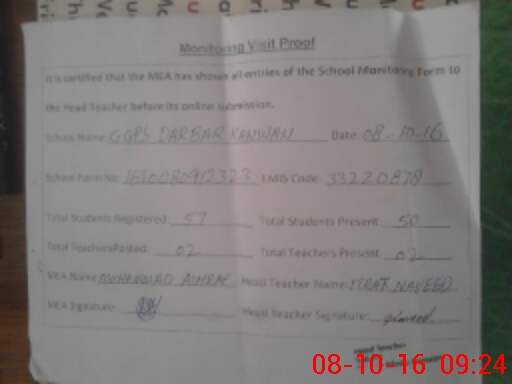 Monitoring Visit Proof
It is certified that the MEA has shown all entries of the School Monitoring Form to
the Head Teacher before its online submission.
School Name: GGPS DARBAR Date: 08-10-16
School Form No: EMIS Code: 33220878
Total Students Registered: 57 Total Students Present: 50
Total Teachers Posted: 02 Total Teachers Present: 02
MEA Name: MUHAMMAD ASHRAF Head Teacher Name: NAVEED
MEA Signature: Head Teacher Signature:
Head Teacher
08-10-16 09:24